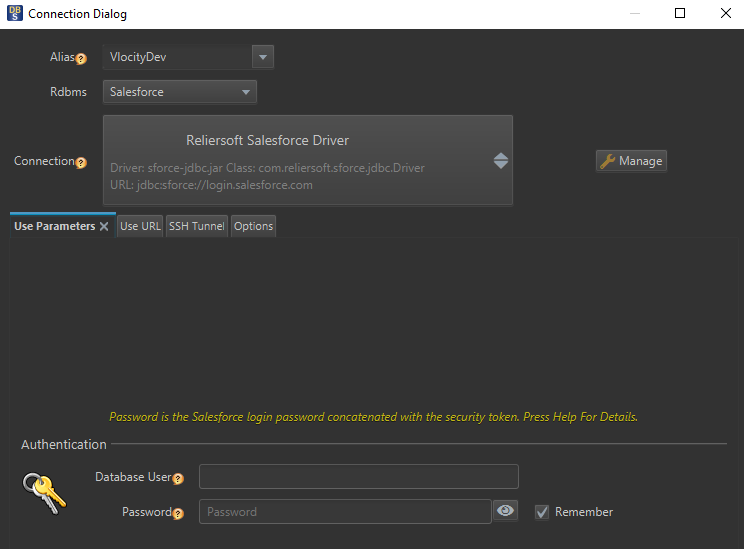 DB
S
Connection Dialog
Alias
VlocityDev
Rdbms
Salesforce
Connection
Reliersoft Salesforce Driver
Driver: sforce-jdbc.jar Class: com.reliersoft.sforce.jdbc.Driver
URL: jdbc:sforce://login.salesforce.com
Manage
Use Parameters
Use URL
SSH Tunnel
Options
Password is the Salesforce login password concatenated with the security token. Press Help For Details.
Authentication
Database User
Password
Password
Remember